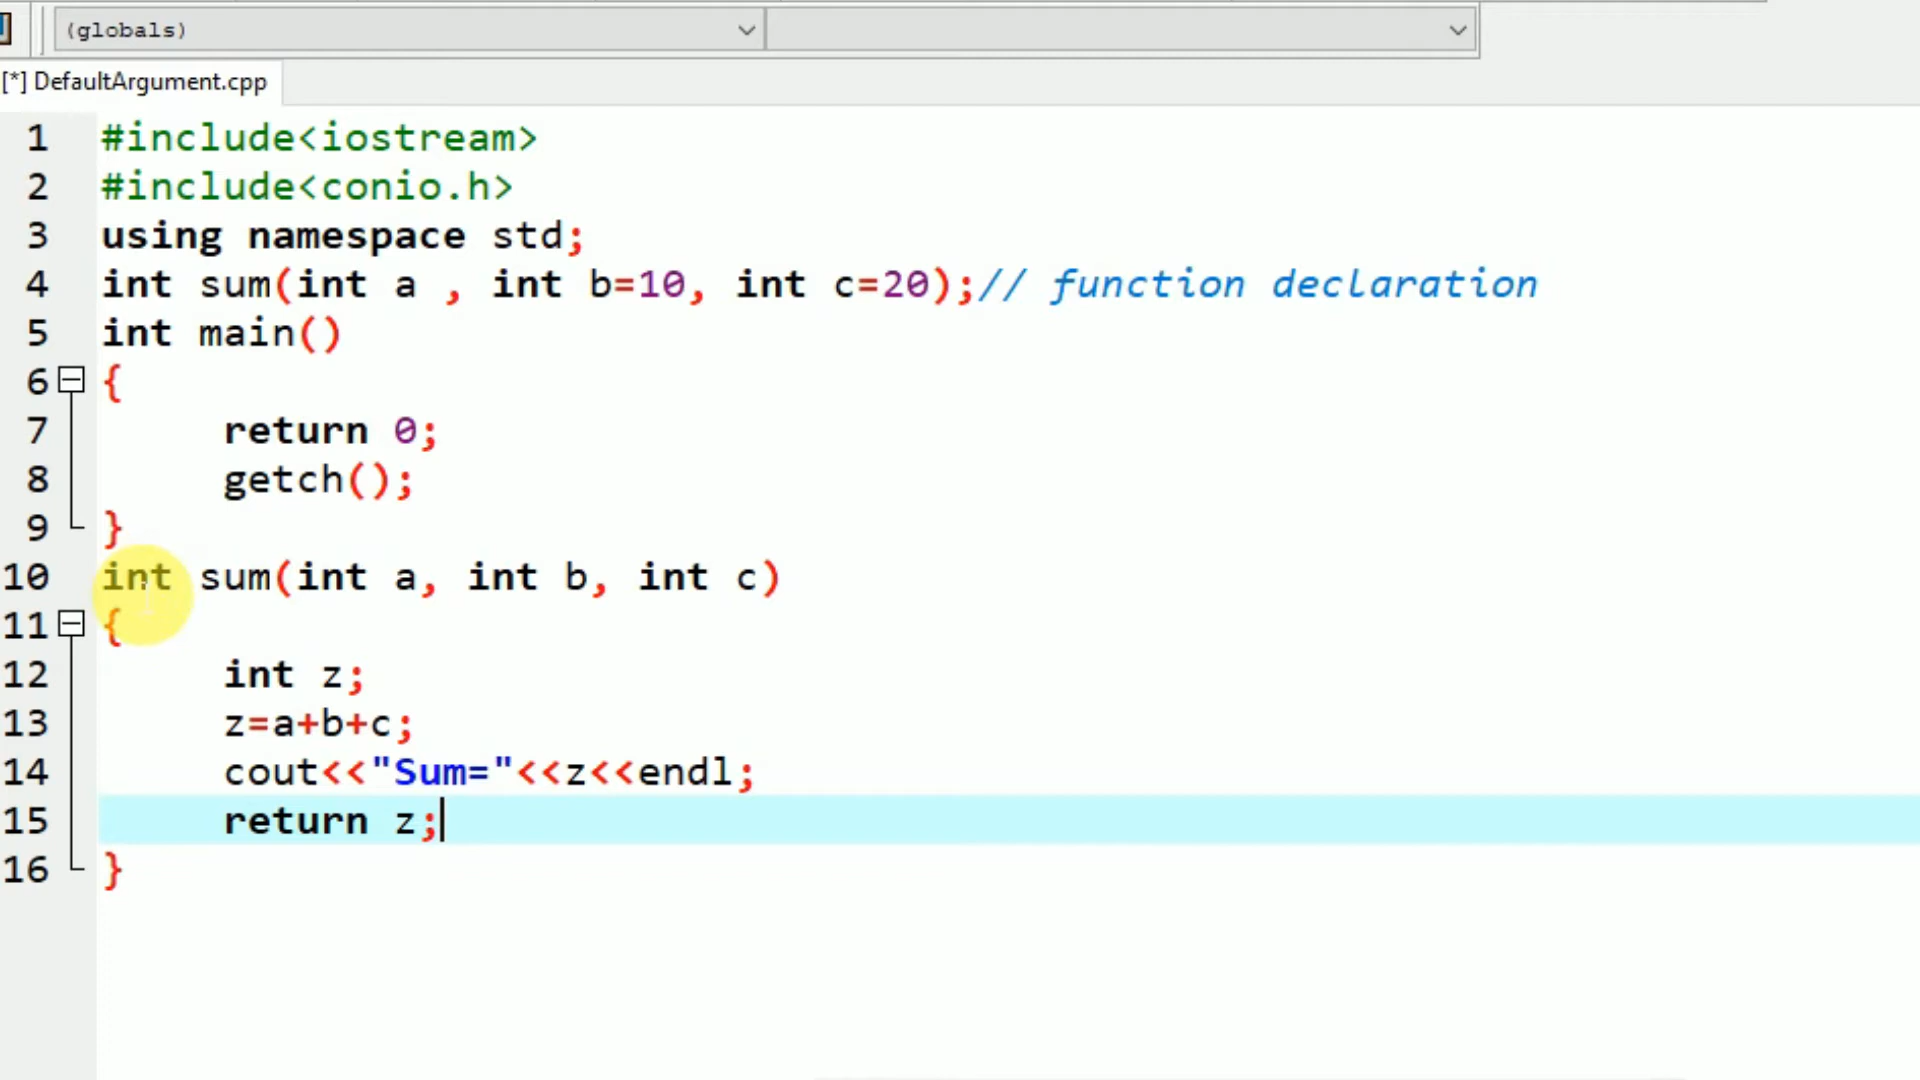 (globals)
[*] DefaultArgument.cpp
1 #include<iostream>
2 #include<conio.h>
3 using namespace std;
4 int sum(int a , int b=10, int c=20);// function declaration
5 int main()
6 {
7 return 0;
8 getch();
9 }
10 int sum(int a, int b, int c)
11 {
12 int z;
13 z=a+b+c;
14 cout<<"Sum="<<z<<endl;
15 return z;
16 }